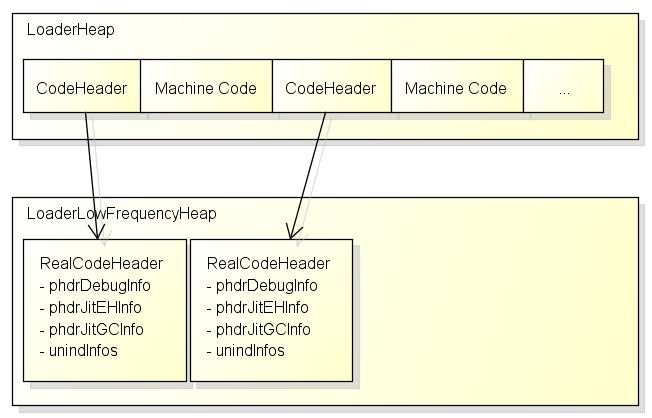 LoaderHeap
CodeHeader Machine Code CodeHeader Machine Code ...
LoaderLowFrequencyHeap
RealCodeHeader
- phdrDebugInfo
- phdrJitEHInfo
- phdrJitGCInfo
- unindInfos
RealCodeHeader
- phdrDebugInfo
- phdrJitEHInfo
- phdrJitGCInfo
- unindInfos